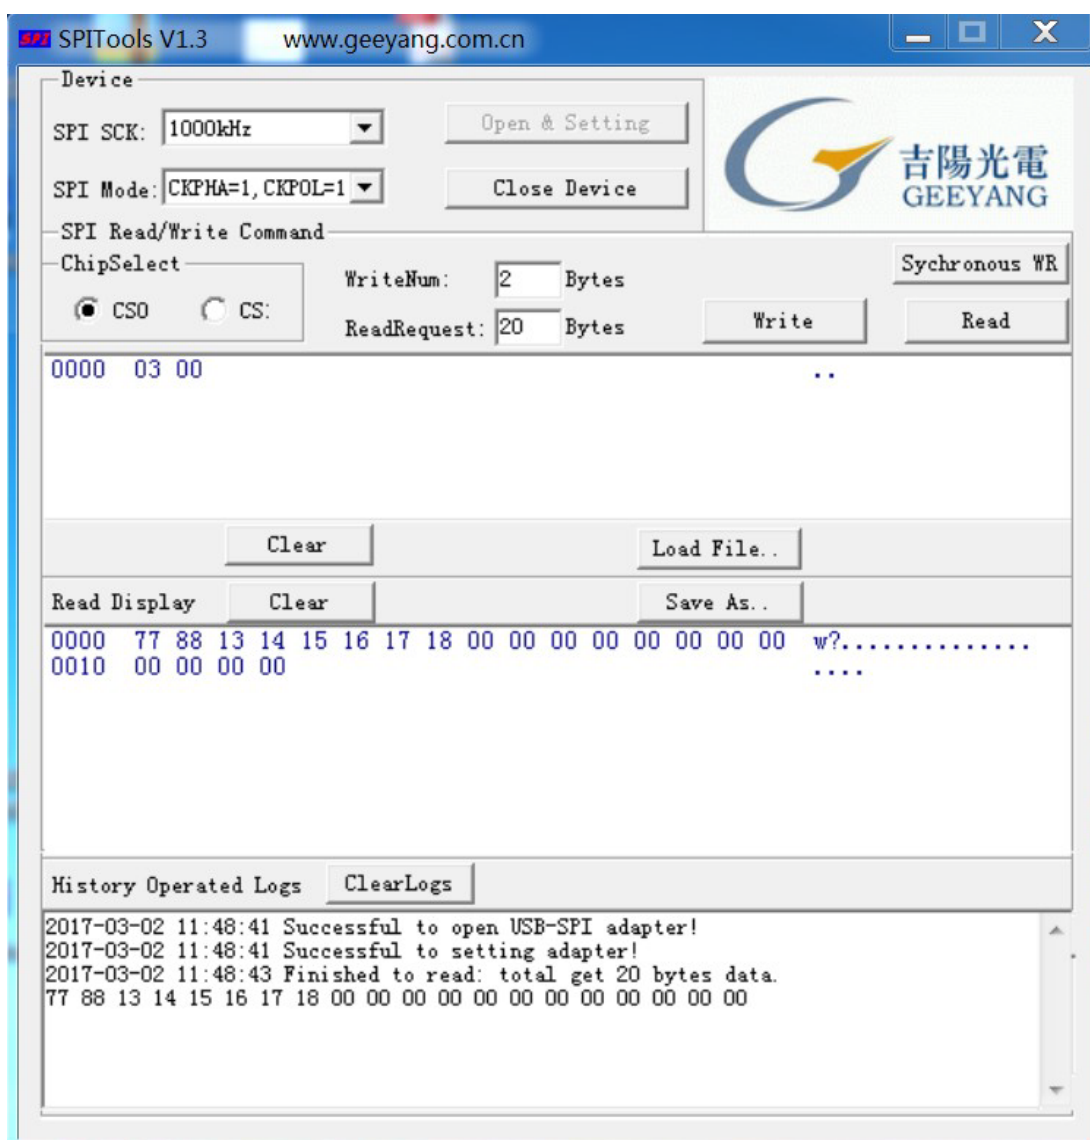 SPI SPITools V1.3 www.geeyang.com.cn
Device
SPI SCK: 1000kHz
Open & Setting
SPI Mode: CKPHA=1, CKPOL=1
Close Device
吉陽光電
GEEYANG
SPI Read/Write Command
ChipSelect
CS0 CS:
WriteNum: 2 Bytes
ReadRequest: 20 Bytes
Sychronous WR
Write Read
0000 03 00 ..
Clear Load File..
Read Display Clear Save As..
0000 77 88 13 14 15 16 17 18 00 00 00 00 00 00 00 00 w?..............
0010 00 00 00 00 ....
History Operated Logs ClearLogs
2017-03-02 11:48:41 Successful to open USB-SPI adapter!
2017-03-02 11:48:41 Successful to setting adapter!
2017-03-02 11:48:43 Finished to read: total get 20 bytes data.
77 88 13 14 15 16 17 18 00 00 00 00 00 00 00 00 00 00 00 00